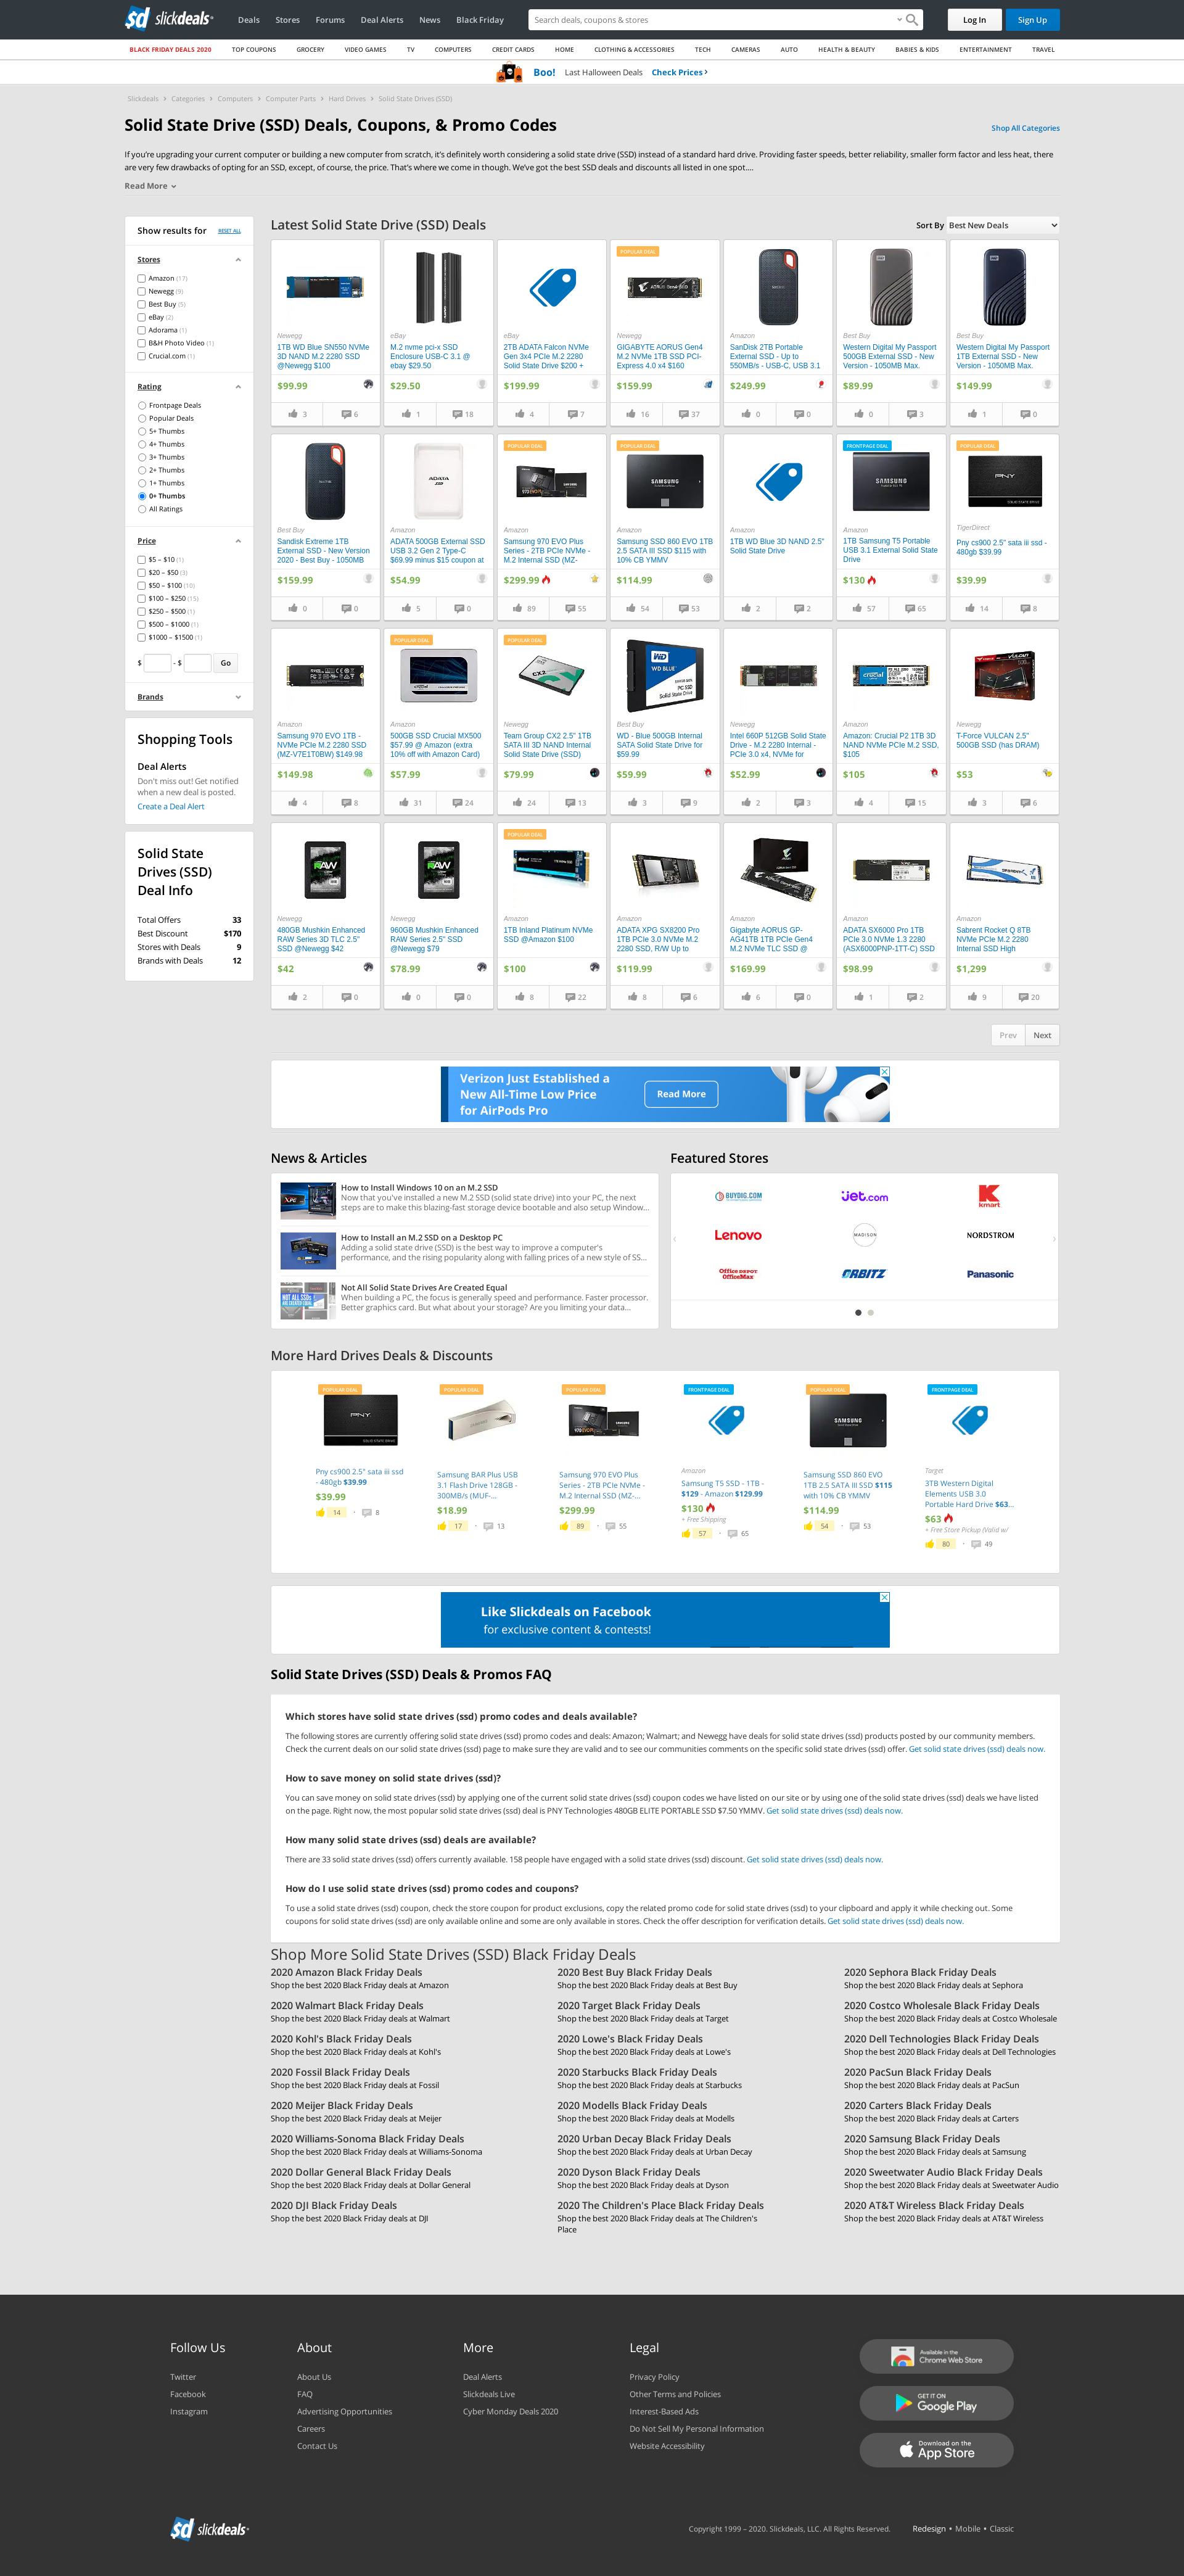 slickdeals
Deals Stores Forums Deal Alerts News Black Friday
Search deals, coupons & stores
Log In
Sign Up
BLACK FRIDAY DEALS 2020 TOP COUPONS GROCERY VIDEO GAMES TV COMPUTERS CREDIT CARDS HOME CLOTHING & ACCESSORIES TECH CAMERAS AUTO HEALTH & BEAUTY BABIES & KIDS ENTERTAINMENT TRAVEL
Boo! Last Halloween Deals Check Prices ›
Slickdeals › Categories › Computers › Computer Parts › Hard Drives › Solid State Drives (SSD)
Solid State Drive (SSD) Deals, Coupons, & Promo Codes
Shop All Categories
If you're upgrading your current computer or building a new computer from scratch, it's definitely worth considering a solid state drive (SSD) instead of a standard hard drive. Providing faster speeds, better reliability, smaller form factor and less heat, there
are very few drawbacks of opting for an SSD, except, of course, the price. That's where we come in though. We've got the best SSD deals and discounts all listed in one spot....
Read More
Show results for
RESET ALL
Stores
Amazon (17)
Newegg (9)
Best Buy (5)
eBay (2)
Adorama (1)
B&H Photo Video (1)
Crucial.com (1)
Rating
Frontpage Deals
Popular Deals
5+ Thumbs
4+ Thumbs
3+ Thumbs
2+ Thumbs
1+ Thumbs
0+ Thumbs
All Ratings
Price
$5 – $10 (1)
$20 – $50 (3)
$50 – $100 (10)
$100 – $250 (15)
$250 – $500 (1)
$500 – $1000 (1)
$1000 – $1500 (1)
$ - $ Go
Brands
Shopping Tools
Deal Alerts
Don't miss out! Get notified
when a new deal is posted.
Create a Deal Alert
Solid State
Drives (SSD)
Deal Info
Total Offers 33
Best Discount $170
Stores with Deals 9
Brands with Deals 12
Latest Solid State Drive (SSD) Deals
Sort By Best New Deals
Newegg
1TB WD Blue SN550 NVMe
3D NAND M.2 2280 SSD
@Newegg $100
$99.99
3 6
eBay
M.2 nvme pci-x SSD
Enclosure USB-C 3.1 @
ebay $29.50
$29.50
1 18
eBay
2TB ADATA Falcon NVMe
Gen 3x4 PCIe M.2 2280
Solid State Drive $200 +
$199.99
4 7
POPULAR DEAL
Newegg
GIGABYTE AORUS Gen4
M.2 NVMe 1TB SSD PCI-
Express 4.0 x4 $160
$159.99
16 37
Amazon
SanDisk 2TB Portable
External SSD - Up to
550MB/s - USB-C, USB 3.1
$249.99
0 0
Best Buy
Western Digital My Passport
500GB External SSD - New
Version - 1050MB Max.
$89.99
0 3
Best Buy
Western Digital My Passport
1TB External SSD - New
Version - 1050MB Max.
$149.99
1 0
Best Buy
Sandisk Extreme 1TB
External SSD - New Version
2020 - Best Buy - 1050MB
$159.99
0 0
ADATA
Amazon
ADATA 500GB External SSD
USB 3.2 Gen 2 Type-C
$69.99 minus $15 coupon at
$54.99
5 0
POPULAR DEAL
Amazon
Samsung 970 EVO Plus
Series - 2TB PCIe NVMe -
M.2 Internal SSD (MZ-
$299.99
89 55
POPULAR DEAL
SAMSUNG
Amazon
Samsung SSD 860 EVO 1TB
2.5 SATA III SSD $115 with
10% CB YMMV
$114.99
54 53
Amazon
1TB WD Blue 3D NAND 2.5"
Solid State Drive
2 2
FRONTPAGE DEAL
SAMSUNG
Amazon
1TB Samsung T5 Portable
USB 3.1 External Solid State
Drive
$130
57 65
POPULAR DEAL
PNY
TigerDirect
Pny cs900 2.5" sata iii ssd -
480gb $39.99
$39.99
14 8
Amazon
Samsung 970 EVO 1TB -
NVMe PCIe M.2 2280 SSD
(MZ-V7E1T0BW) $149.98
$149.98
4 8
POPULAR DEAL
Amazon
500GB SSD Crucial MX500
$57.99 @ Amazon (extra
10% off with Amazon Card)
$57.99
31 24
POPULAR DEAL
CX2
Newegg
Team Group CX2 2.5" 1TB
SATA III 3D NAND Internal
Solid State Drive (SSD)
$79.99
24 13
WD BLUE
PC SSD
Solid State Drive
Best Buy
WD - Blue 500GB Internal
SATA Solid State Drive for
$59.99
$59.99
3 9
Newegg
Intel 660P 512GB Solid State
Drive - M.2 2280 Internal -
PCIe 3.0 x4, NVMe for
$52.99
2 3
crucial
Amazon
Amazon: Crucial P2 1TB 3D
NAND NVMe PCIe M.2 SSD,
$105
$105
4 15
VULCAN
Newegg
T-Force VULCAN 2.5"
500GB SSD (has DRAM)
$53
3 6
RAW
Newegg
480GB Mushkin Enhanced
RAW Series 3D TLC 2.5"
SSD @Newegg $42
$42
2 0
RAW
Newegg
960GB Mushkin Enhanced
RAW Series 2.5" SSD
@Newegg $79
$78.99
0 0
POPULAR DEAL
Amazon
1TB Inland Platinum NVMe
SSD @Amazon $100
$100
8 22
Amazon
ADATA XPG SX8200 Pro
1TB PCIe 3.0 NVMe M.2
2280 SSD, R/W Up to
$119.99
8 6
Amazon
Gigabyte AORUS GP-
AG41TB 1TB PCIe Gen4
M.2 NVMe TLC SSD @
$169.99
6 0
Amazon
ADATA SX6000 Pro 1TB
PCIe 3.0 NVMe 1.3 2280
(ASX6000PNP-1TT-C) SSD
$98.99
1 2
Amazon
Sabrent Rocket Q 8TB
NVMe PCIe M.2 2280
Internal SSD High
$1,299
9 20
Prev Next
Verizon Just Established a
New All-Time Low Price
for AirPods Pro
Read More
News & Articles
How to Install Windows 10 on an M.2 SSD
Now that you've installed a new M.2 SSD (solid state drive) into your PC, the next
steps are to make this blazing-fast storage device bootable and also setup Window...
How to Install an M.2 SSD on a Desktop PC
Adding a solid state drive (SSD) is the best way to improve a computer's
performance, and the rising popularity along with falling prices of a new style of SS...
NOT ALL SSDs ARE CREATED EQUAL
Not All Solid State Drives Are Created Equal
When building a PC, the focus is generally speed and performance. Faster processor.
Better graphics card. But what about your storage? Are you limiting your data...
Featured Stores
BUYDIG.COM Jet.com kmart
Lenovo MADISON NORDSTROM
Office DEPOT OfficeMax ORBITZ Panasonic
More Hard Drives Deals & Discounts
POPULAR DEAL
PNY
Pny cs900 2.5" sata iii ssd
- 480gb $39.99
$39.99
14 • 8
POPULAR DEAL
Samsung BAR Plus USB
3.1 Flash Drive 128GB -
300MB/s (MUF-...
$18.99
17 • 13
POPULAR DEAL
Samsung 970 EVO Plus
Series - 2TB PCIe NVMe -
M.2 Internal SSD (MZ-...
$299.99
89 • 55
FRONTPAGE DEAL
Amazon
Samsung T5 SSD - 1TB -
$129 - Amazon $129.99
$130
+ Free Shipping
57 • 65
POPULAR DEAL
SAMSUNG
Samsung SSD 860 EVO
1TB 2.5 SATA III SSD $115
with 10% CB YMMV
$114.99
54 • 53
FRONTPAGE DEAL
Target
3TB Western Digital
Elements USB 3.0
Portable Hard Drive $63...
$63
+ Free Store Pickup (Valid w/
80 • 49
Like Slickdeals on Facebook
for exclusive content & contests!
Solid State Drives (SSD) Deals & Promos FAQ
Which stores have solid state drives (ssd) promo codes and deals available?
The following stores are currently offering solid state drives (ssd) promo codes and deals: Amazon; Walmart; and Newegg have deals for solid state drives (ssd) products posted by our community members.
Check the current deals on our solid state drives (ssd) page to make sure they are valid and to see our communities comments on the specific solid state drives (ssd) offer. Get solid state drives (ssd) deals now.
How to save money on solid state drives (ssd)?
You can save money on solid state drives (ssd) by applying one of the current solid state drives (ssd) coupon codes we have listed on our site or by using one of the solid state drives (ssd) deals we have listed
on the page. Right now, the most popular solid state drives (ssd) deal is PNY Technologies 480GB ELITE PORTABLE SSD $7.50 YMMV. Get solid state drives (ssd) deals now.
How many solid state drives (ssd) deals are available?
There are 33 solid state drives (ssd) offers currently available. 158 people have engaged with a solid state drives (ssd) discount. Get solid state drives (ssd) deals now.
How do I use solid state drives (ssd) promo codes and coupons?
To use a solid state drives (ssd) coupon, check the store coupon for product exclusions, copy the related promo code for solid state drives (ssd) to your clipboard and apply it while checking out. Some
coupons for solid state drives (ssd) are only available online and some are only available in stores. Check the offer description for verification details. Get solid state drives (ssd) deals now.
Shop More Solid State Drives (SSD) Black Friday Deals
2020 Amazon Black Friday Deals
Shop the best 2020 Black Friday deals at Amazon
2020 Best Buy Black Friday Deals
Shop the best 2020 Black Friday deals at Best Buy
2020 Sephora Black Friday Deals
Shop the best 2020 Black Friday deals at Sephora
2020 Walmart Black Friday Deals
Shop the best 2020 Black Friday deals at Walmart
2020 Target Black Friday Deals
Shop the best 2020 Black Friday deals at Target
2020 Costco Wholesale Black Friday Deals
Shop the best 2020 Black Friday deals at Costco Wholesale
2020 Kohl's Black Friday Deals
Shop the best 2020 Black Friday deals at Kohl's
2020 Lowe's Black Friday Deals
Shop the best 2020 Black Friday deals at Lowe's
2020 Dell Technologies Black Friday Deals
Shop the best 2020 Black Friday deals at Dell Technologies
2020 Fossil Black Friday Deals
Shop the best 2020 Black Friday deals at Fossil
2020 Starbucks Black Friday Deals
Shop the best 2020 Black Friday deals at Starbucks
2020 PacSun Black Friday Deals
Shop the best 2020 Black Friday deals at PacSun
2020 Meijer Black Friday Deals
Shop the best 2020 Black Friday deals at Meijer
2020 Modells Black Friday Deals
Shop the best 2020 Black Friday deals at Modells
2020 Carters Black Friday Deals
Shop the best 2020 Black Friday deals at Carters
2020 Williams-Sonoma Black Friday Deals
Shop the best 2020 Black Friday deals at Williams-Sonoma
2020 Urban Decay Black Friday Deals
Shop the best 2020 Black Friday deals at Urban Decay
2020 Samsung Black Friday Deals
Shop the best 2020 Black Friday deals at Samsung
2020 Dollar General Black Friday Deals
Shop the best 2020 Black Friday deals at Dollar General
2020 Dyson Black Friday Deals
Shop the best 2020 Black Friday deals at Dyson
2020 Sweetwater Audio Black Friday Deals
Shop the best 2020 Black Friday deals at Sweetwater Audio
2020 DJI Black Friday Deals
Shop the best 2020 Black Friday deals at DJI
2020 The Children's Place Black Friday Deals
Shop the best 2020 Black Friday deals at The Children's
Place
2020 AT&T Wireless Black Friday Deals
Shop the best 2020 Black Friday deals at AT&T Wireless
Follow Us
Twitter
Facebook
Instagram
About
About Us
FAQ
Advertising Opportunities
Careers
Contact Us
More
Deal Alerts
Slickdeals Live
Cyber Monday Deals 2020
Legal
Privacy Policy
Other Terms and Policies
Interest-Based Ads
Do Not Sell My Personal Information
Website Accessibility
Available in the
Chrome Web Store
GET IT ON
Google Play
Download on the
App Store
slickdeals
Copyright 1999 – 2020. Slickdeals, LLC. All Rights Reserved.
Redesign • Mobile • Classic